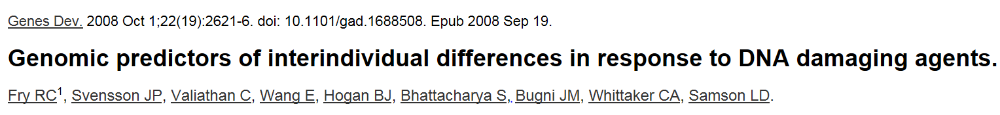 Genes Dev. 2008 Oct 1;22(19):2621-6. doi: 10.1101/gad.1688508. Epub 2008 Sep 19.
Genomic predictors of interindividual differences in response to DNA damaging agents.
Fry RC1, Svensson JP, Valiathan C, Wang E, Hogan BJ, Bhattacharya S, Bugni JM, Whittaker CA, Samson LD.